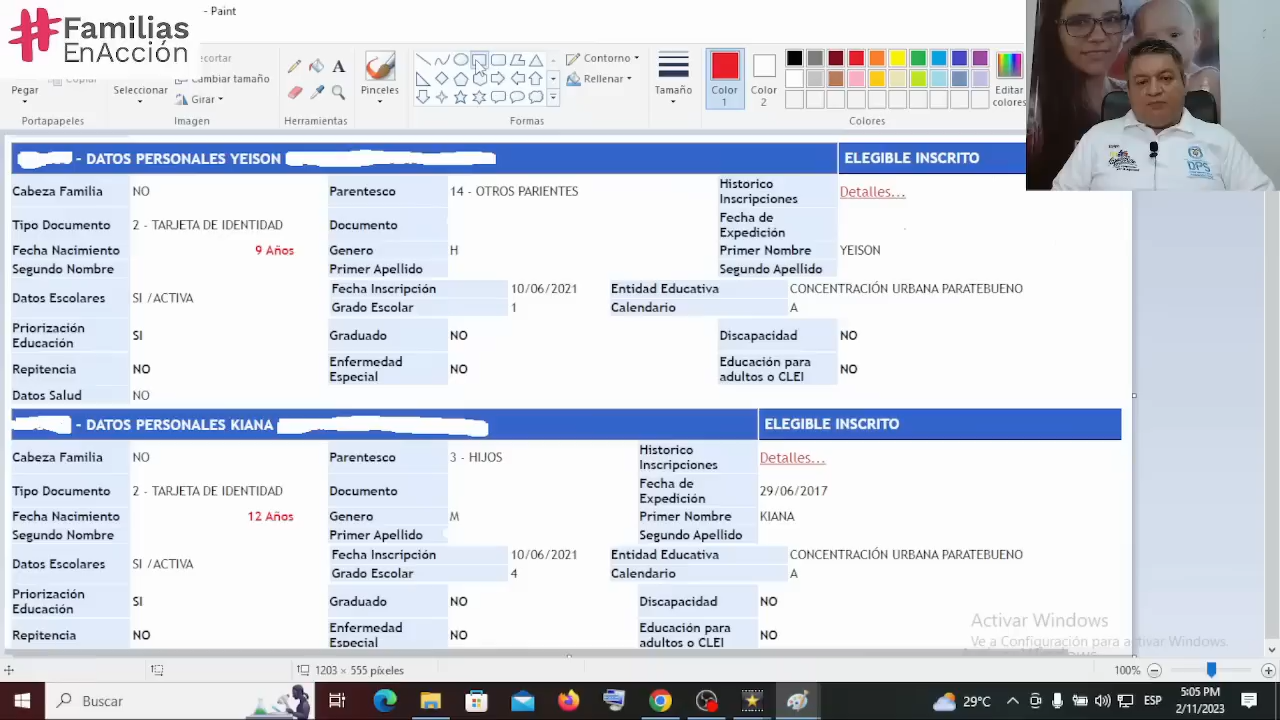 - Paint
#Familias
EnAcción
Recortar
Copiar
Cambiar tamaño
Pegar
Seleccionar
Girar
Pinceles
Contorno
Rellenar
Tamaño
Color
1
Color
2
Editar
colores
Portapapeles
Imagen
Herramientas
Formas
Colores
DPS
- DATOS PERSONALES YEISON
ELEGIBLE INSCRITO
Cabeza Familia NO Parentesco 14 - OTROS PARIENTES Historico Inscripciones Detalles...
Tipo Documento 2 - TARJETA DE IDENTIDAD Documento Fecha de Expedición
Fecha Nacimiento 9 Años Genero H Primer Nombre YEISON
Segundo Nombre Primer Apellido Segundo Apellido
Datos Escolares SI /ACTIVA Fecha Inscripción 10/06/2021 Entidad Educativa CONCENTRACIÓN URBANA PARATEBUENO
Grado Escolar 1 Calendario A
Priorización Educación SI Graduado NO Discapacidad NO
Repitencia NO Enfermedad Especial NO Educación para adultos o CLEI NO
Datos Salud NO
- DATOS PERSONALES KIANA
ELEGIBLE INSCRITO
Cabeza Familia NO Parentesco 3 - HIJOS Historico Inscripciones Detalles...
Tipo Documento 2 - TARJETA DE IDENTIDAD Documento Fecha de Expedición 29/06/2017
Fecha Nacimiento 12 Años Genero M Primer Nombre KIANA
Segundo Nombre Primer Apellido Segundo Apellido
Datos Escolares SI /ACTIVA Fecha Inscripción 10/06/2021 Entidad Educativa CONCENTRACIÓN URBANA PARATEBUENO
Grado Escolar 4 Calendario A
Priorización Educación SI Graduado NO Discapacidad NO
Repitencia NO Enfermedad Especial NO Educación para adultos o CLEI NO
Activar Windows
Ve a Configuración para activar Windows.
1203 × 555 píxeles
100%
Buscar
29°C
ESP
5:05 PM
2/11/2023